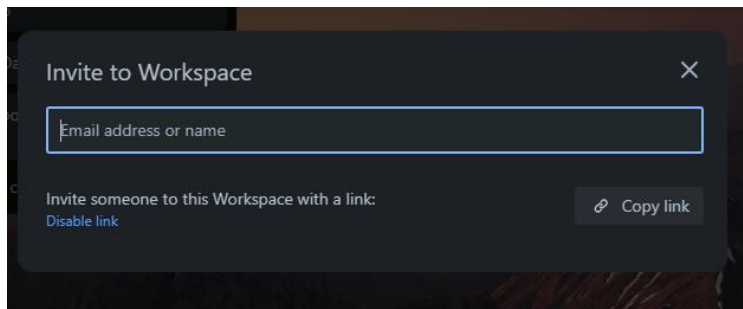 Invite to Workspace
Email address or name
Invite someone to this Workspace with a link:
Disable link
Copy link